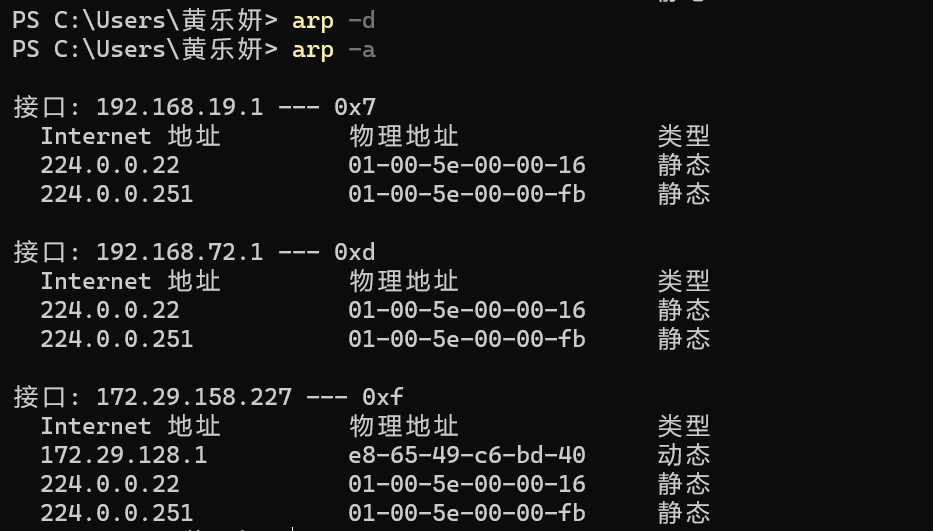 PS C:\Users\黄乐妍> arp -d
PS C:\Users\黄乐妍> arp -a
接口: 192.168.19.1 --- 0x7
Internet 地址 物理地址 类型
224.0.0.22 01-00-5e-00-00-16 静态
224.0.0.251 01-00-5e-00-00-fb 静态
接口: 192.168.72.1 --- 0xd
Internet 地址 物理地址 类型
224.0.0.22 01-00-5e-00-00-16 静态
224.0.0.251 01-00-5e-00-00-fb 静态
接口: 172.29.158.227 --- 0xf
Internet 地址 物理地址 类型
172.29.128.1 e8-65-49-c6-bd-40 动态
224.0.0.22 01-00-5e-00-00-16 静态
224.0.0.251 01-00-5e-00-00-fb 静态